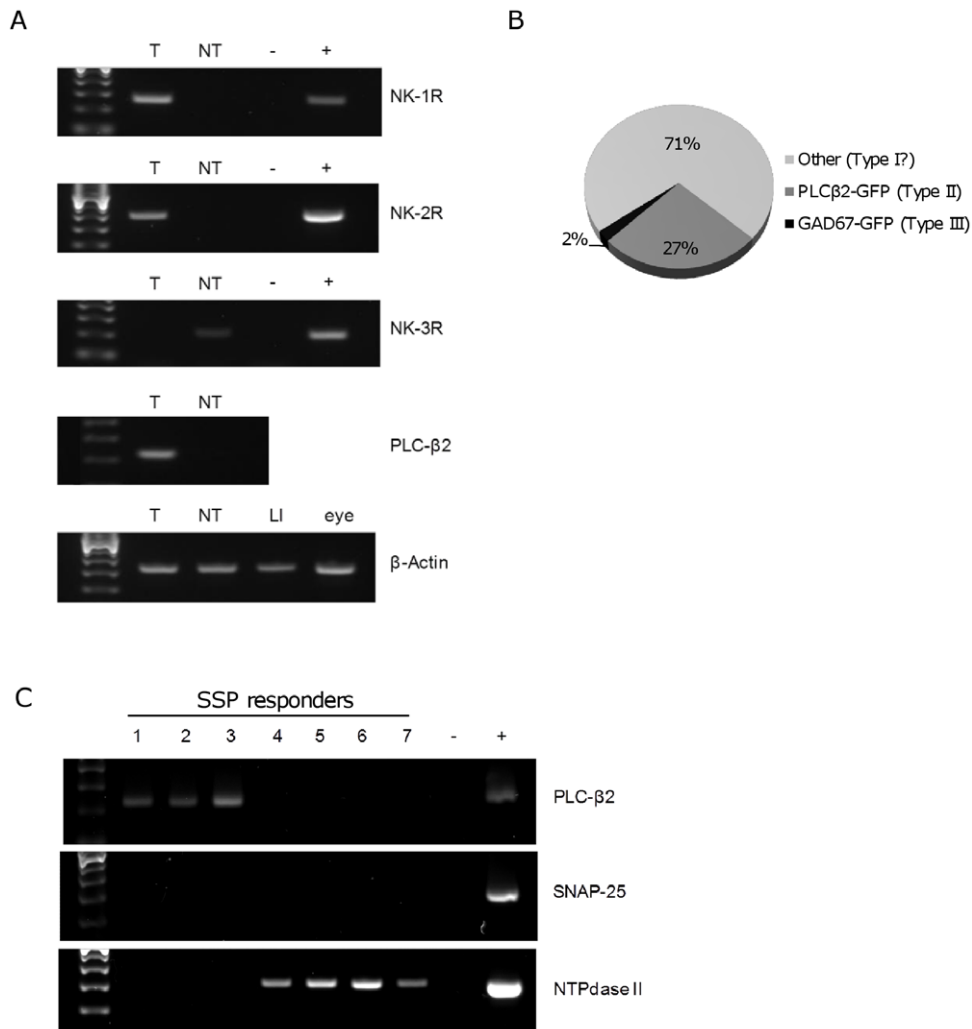 A
T NT - +
NK-1R
T NT - +
NK-2R
T NT - +
NK-3R
T NT
PLC-β2
T NT LI eye
β-Actin
B
71%
2%
27%
Other (Type I?)
PLCβ2-GFP (Type II)
GAD67-GFP (Type III)
C
SSP responders
1 2 3 4 5 6 7 - +
PLC-β2
SNAP-25
NTPdase II